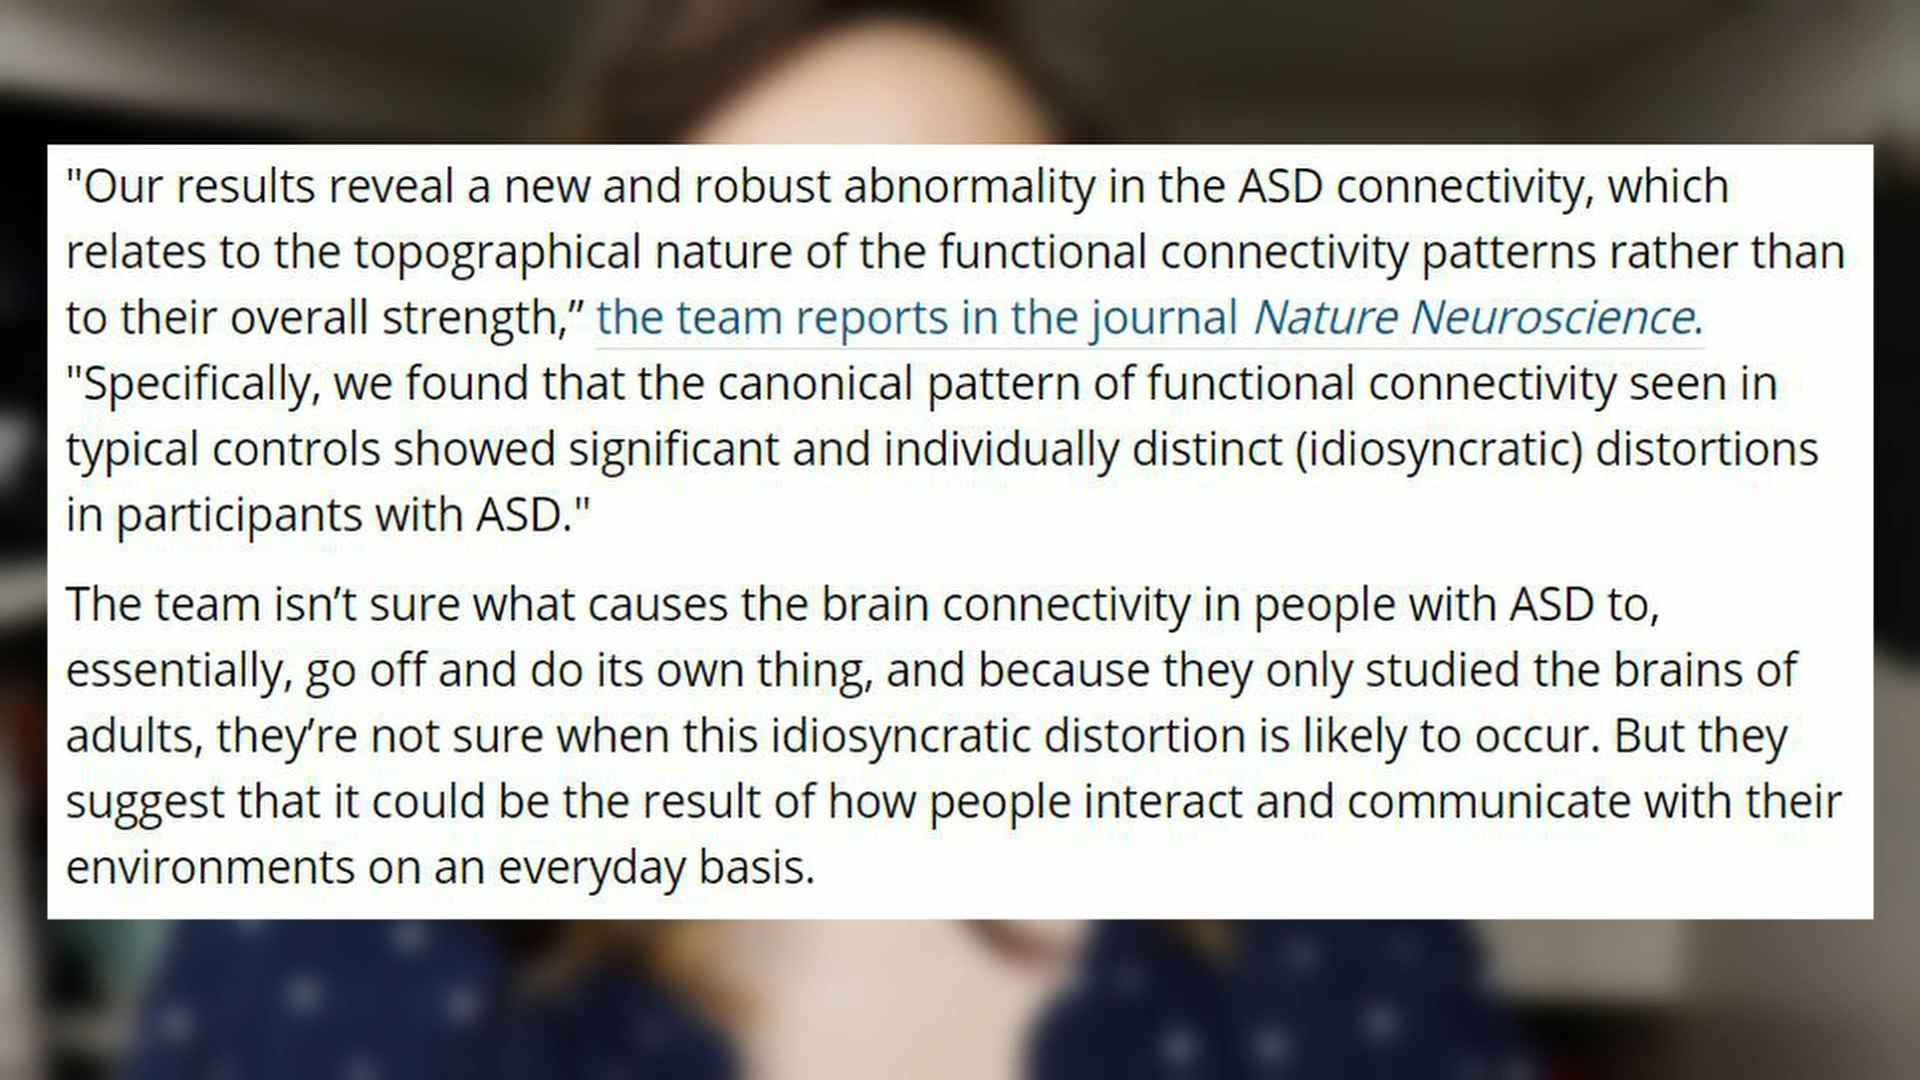 "Our results reveal a new and robust abnormality in the ASD connectivity, which
relates to the topographical nature of the functional connectivity patterns rather than
to their overall strength,” the team reports in the journal Nature Neuroscience.
"Specifically, we found that the canonical pattern of functional connectivity seen in
typical controls showed significant and individually distinct (idiosyncratic) distortions
in participants with ASD."
The team isn’t sure what causes the brain connectivity in people with ASD to,
essentially, go off and do its own thing, and because they only studied the brains of
adults, they’re not sure when this idiosyncratic distortion is likely to occur. But they
suggest that it could be the result of how people interact and communicate with their
environments on an everyday basis.